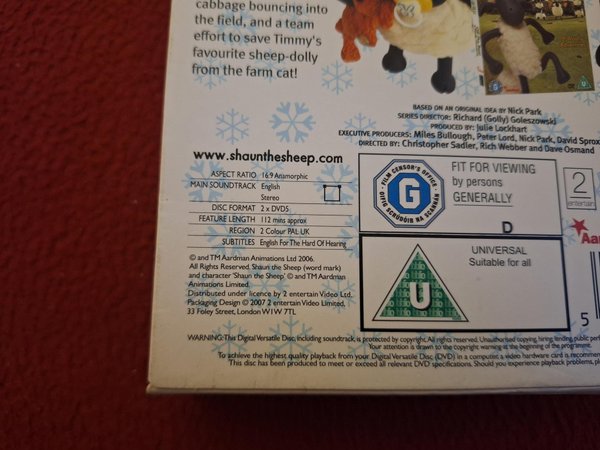 cabbage bouncing into
the field, and a team
effort to save Timmy's
favourite sheep-dolly
from the farm cat!
BASED ON AN ORIGINAL IDEA BY Nick Park
SERIES DIRECTOR: Richard (Golly) Goleszowski
PRODUCED BY: Julie Lockhart
EXECUTIVE PRODUCERS: Miles Bullough, Peter Lord, Nick Park, David Sprox
DIRECTED BY: Christopher Sadler, Rich Webber and Dave Osmand
www.shaunthesheep.com
ASPECT RATIO 16:9 Anamorphic
MAIN SOUNDTRACK English
Stereo
DISC FORMAT 2 x DVD5
FEATURE LENGTH 112 mins approx
REGION 2 Colour PAL UK
SUBTITLES English For The Hard Of Hearing
© and TM Aardman Animations Ltd 2006.
All Rights Reserved. Shaun the Sheep (word mark)
and character 'Shaun the Sheep' © and TM Aardman
Animations Limited.
Distributed under licence by 2 entertain Video Ltd.
Packaging Design © 2007 2 entertain Video Limited,
33 Foley Street, London W1W 7TL
FILM CENSOR'S OFFICE
OIFIG SCRÚDÓIR NA SCANNÁN
G
FIT FOR VIEWING
by persons
GENERALLY
D
U
UNIVERSAL
Suitable for all
2
entertain
Aar
5
WARNING: This Digital Versatile Disc, including soundtrack, is protected by copyright. All rights reserved. Unauthorised copying, hiring, lending, public perf
Your attention is drawn to the copyright warning at the beginning of the programme.
To achieve the highest quality playback from your Digital Versatile Disc (DVD) in a computer, a video hardware card is recommen
This disc has been produced to meet or exceed all relevant DVD specifications. Should you experience playback problems, pl